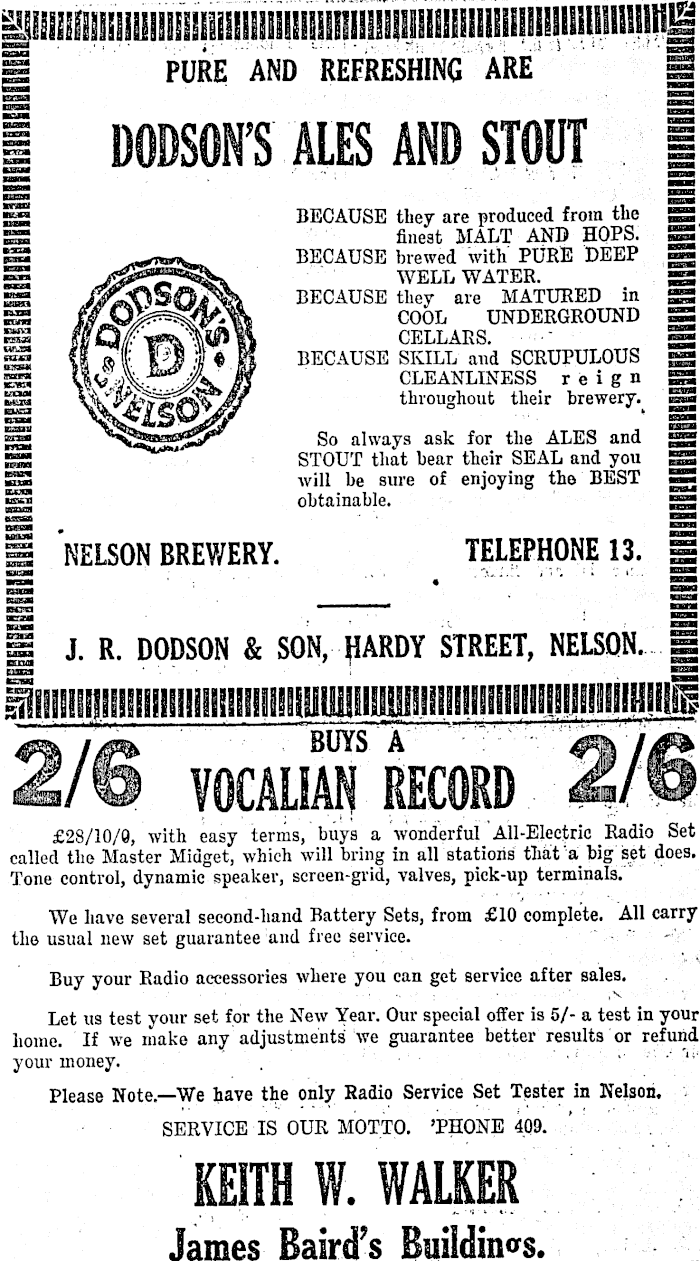 PURE AND REFRESHING ARE
DODSON'S ALES AND STOUT
BECAUSE they are produced from the
finest MALT AND HOPS.
BECAUSE brewed with PURE DEEP
WELL WATER.
BECAUSE they are MATURED in
COOL UNDERGROUND
CELLARS.
BECAUSE SKILL and SCRUPULOUS
CLEANLINESS reign
throughout their brewery.
DODSON'S
D
NELSON
So always ask for the ALES and
STOUT that bear their SEAL and you
will be sure of enjoying the BEST
obtainable.
NELSON BREWERY. TELEPHONE 13.
J. R. DODSON & SON, HARDY STREET, NELSON.
2/6 BUYS A 2/6
VOCALIAN RECORD
£28/10/0, with easy terms, buys a wonderful All-Electric Radio Set
called the Master Midget, which will bring in all stations that a big set does.
Tone control, dynamic speaker, screen-grid, valves, pick-up terminals.
We have several second-hand Battery Sets, from £10 complete. All carry
the usual new set guarantee and free service.
Buy your Radio accessories where you can get service after sales.
Let us test your set for the New Year. Our special offer is 5/- a test in your
home. If we make any adjustments we guarantee better results or refund
your money.
Please Note.—We have the only Radio Service Set Tester in Nelson.
SERVICE IS OUR MOTTO. 'PHONE 409.
KEITH W. WALKER
James Baird's Buildings.